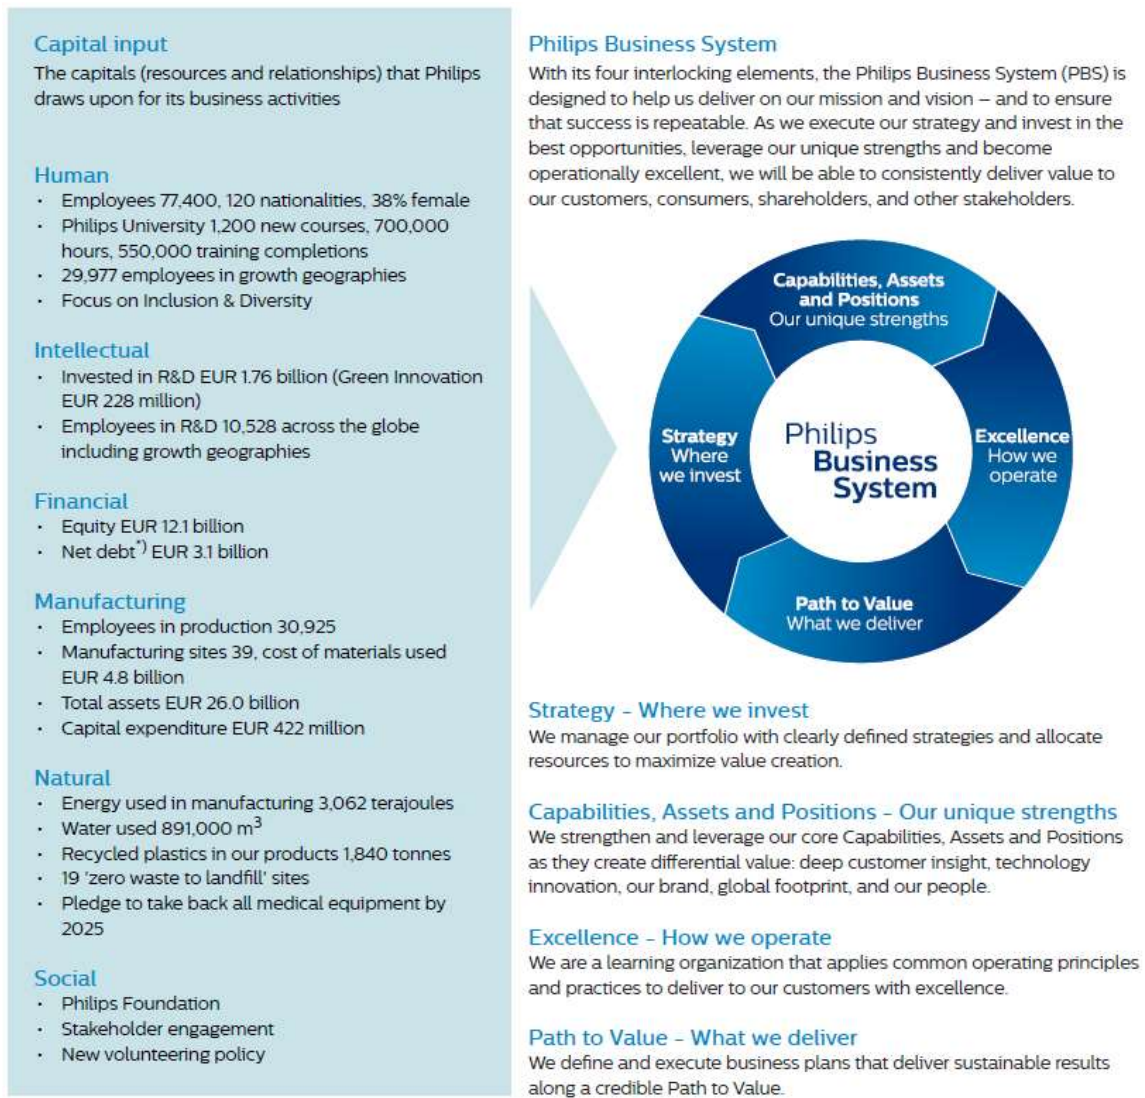 Capital input
The capitals (resources and relationships) that Philips
draws upon for its business activities
Human
· Employees 77,400, 120 nationalities, 38% female
· Philips University 1,200 new courses, 700,000
hours, 550,000 training completions
· 29,977 employees in growth geographies
· Focus on Inclusion & Diversity
Intellectual
· Invested in R&D EUR 1.76 billion (Green Innovation
EUR 228 million)
· Employees in R&D 10,528 across the globe
including growth geographies
Financial
· Equity EUR 12.1 billion
· Net debt*) EUR 3.1 billion
Manufacturing
· Employees in production 30,925
· Manufacturing sites 39, cost of materials used
EUR 4.8 billion
· Total assets EUR 26.0 billion
· Capital expenditure EUR 422 million
Natural
· Energy used in manufacturing 3,062 terajoules
· Water used 891,000 m³
· Recycled plastics in our products 1,840 tonnes
· 19 'zero waste to landfill' sites
· Pledge to take back all medical equipment by
2025
Social
· Philips Foundation
· Stakeholder engagement
· New volunteering policy
Philips Business System
With its four interlocking elements, the Philips Business System (PBS) is
designed to help us deliver on our mission and vision – and to ensure
that success is repeatable. As we execute our strategy and invest in the
best opportunities, leverage our unique strengths and become
operationally excellent, we will be able to consistently deliver value to
our customers, consumers, shareholders, and other stakeholders.
Capabilities, Assets
and Positions
Our unique strengths
Strategy
Where
we invest
Philips
Business
System
Excellence
How we
operate
Path to Value
What we deliver
Strategy – Where we invest
We manage our portfolio with clearly defined strategies and allocate
resources to maximize value creation.
Capabilities, Assets and Positions – Our unique strengths
We strengthen and leverage our core Capabilities, Assets and Positions
as they create differential value: deep customer insight, technology
innovation, our brand, global footprint, and our people.
Excellence – How we operate
We are a learning organization that applies common operating principles
and practices to deliver to our customers with excellence.
Path to Value – What we deliver
We define and execute business plans that deliver sustainable results
along a credible Path to Value.